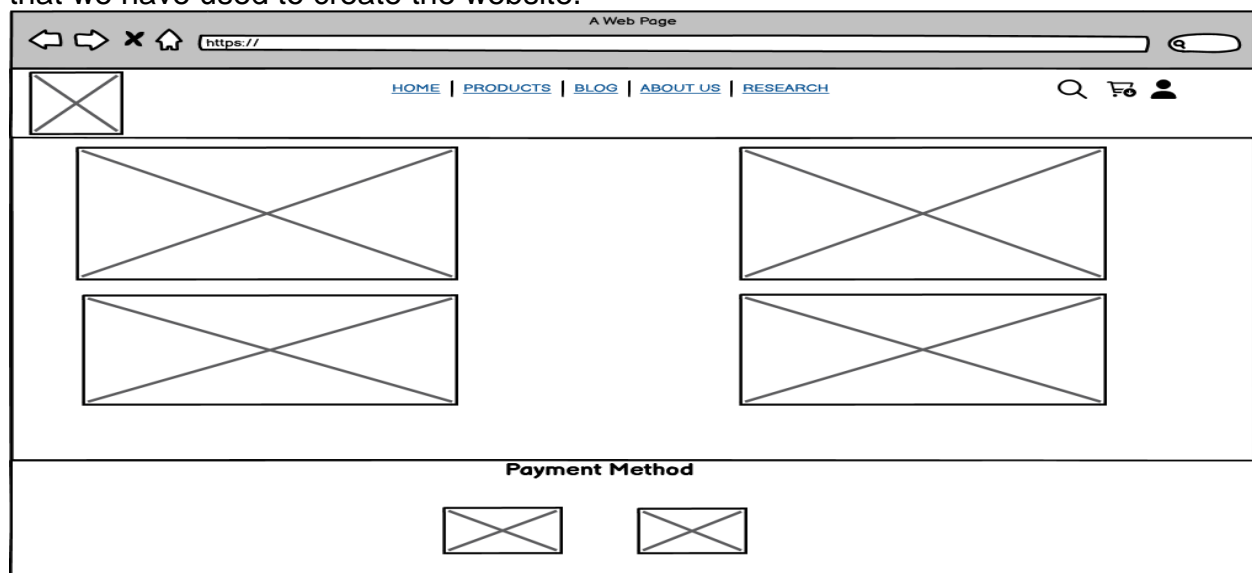 that we have used to create the website.
A Web Page
https://
HOME | PRODUCTS | BLOG | ABOUT US | RESEARCH
Payment Method